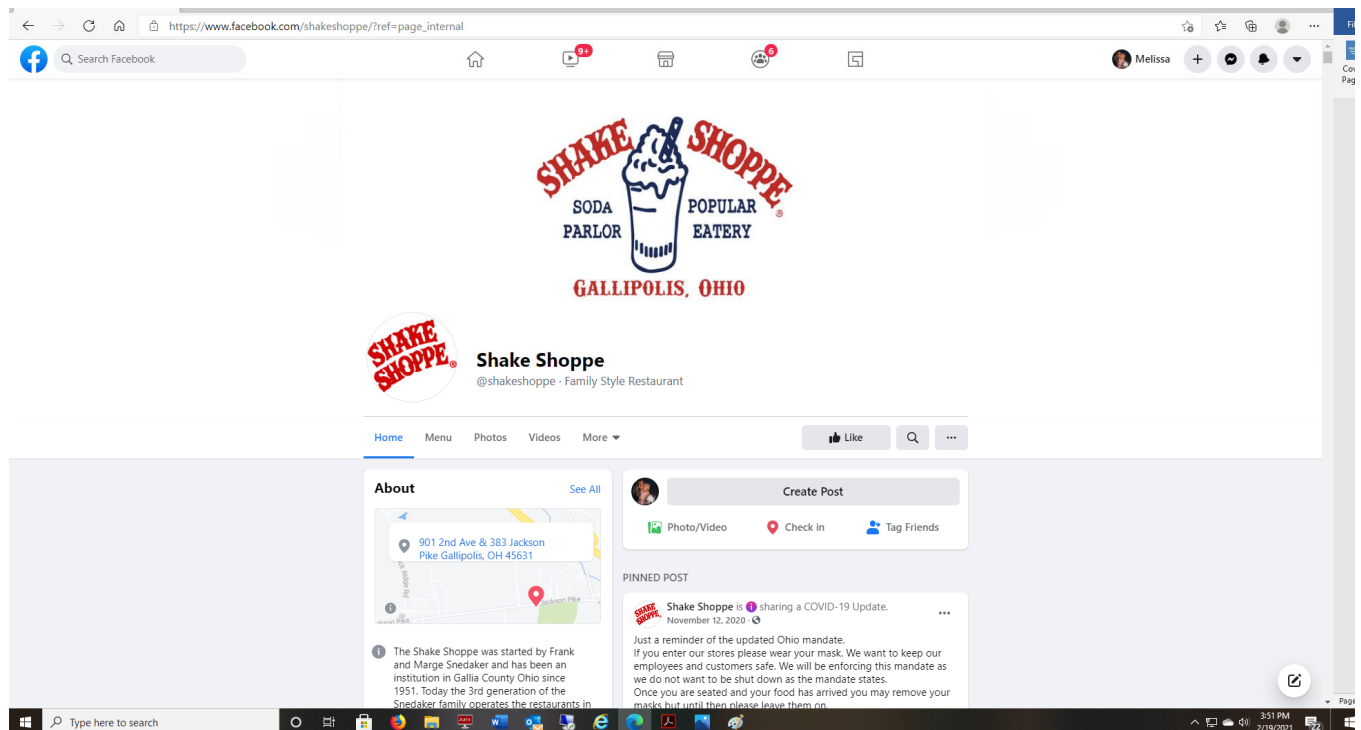 https://www.facebook.com/shakeshoppe/?ref=page_internal
Search Facebook
9+
6
Melissa
SHAKE SHOPPE®
SODA POPULAR
PARLOR EATERY
GALLIPOLIS, OHIO
SHAKE
SHOPPE®
Shake Shoppe
@shakeshoppe · Family Style Restaurant
Home Menu Photos Videos More
Like
About See All
901 2nd Ave & 383 Jackson
Pike Gallipolis, OH 45631
Jackson Pike
The Shake Shoppe was started by Frank
and Marge Snedaker and has been an
institution in Gallia County Ohio since
1951. Today the 3rd generation of the
Snedaker family operates the restaurants in
Create Post
Photo/Video Check in Tag Friends
PINNED POST
SHAKE
SHOPPE
Shake Shoppe is sharing a COVID-19 Update.
November 12, 2020 ·
Just a reminder of the updated Ohio mandate.
If you enter our stores please wear your mask. We want to keep our
employees and customers safe. We will be enforcing this mandate as
we do not want to be shut down as the mandate states.
Once you are seated and your food has arrived you may remove your
masks but until then please leave them on.
Page
Type here to search
3:51 PM
2/19/2021
22